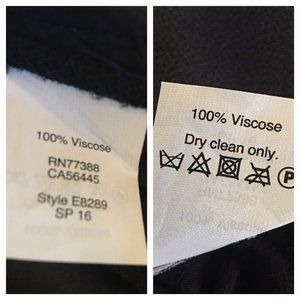 100% Viscose
RN77388
CA56445
Style E8289
SP 16
100% Viscose
Dry clean only.
P